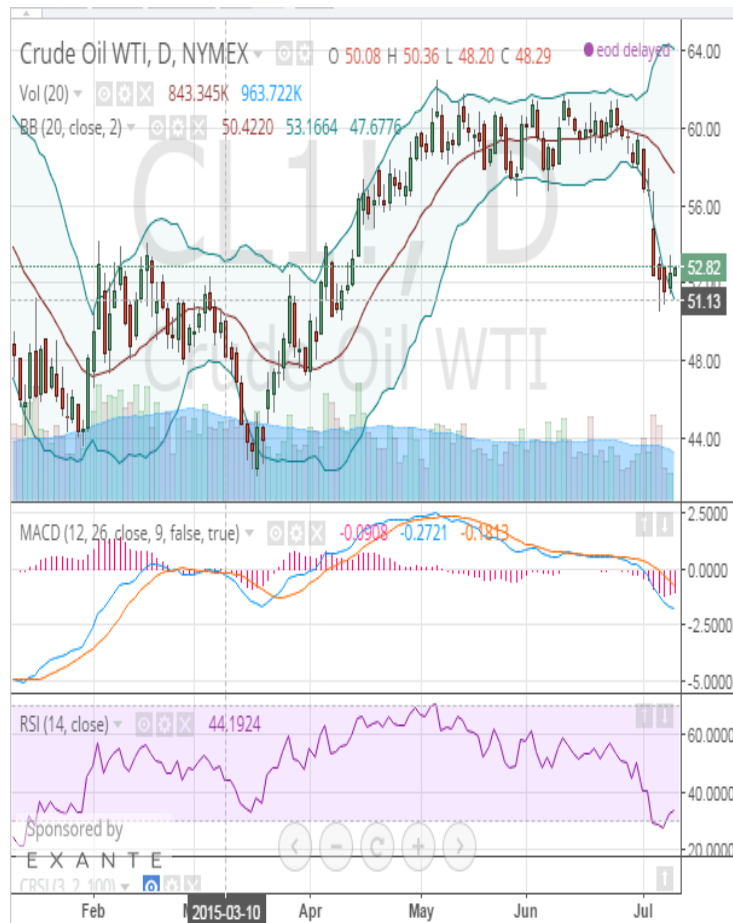 Crude Oil WTI, D, NYMEX O 50.08 H 50.36 L 48.20 C 48.29 eod delayed
Vol (20) 843.345K 963.722K
BB (20, close, 2) 50.4220 53.1664 47.6776
CL1!, D
Crude Oil WTI
64.00
60.00
56.00
52.82
52.00
51.13
48.00
44.00
MACD (12, 26, close, 9, false, true) -0.0908 -0.2721 -0.1813
2.5000
0.0000
-2.5000
-5.0000
RSI (14, close) 44.1924
60.0000
40.0000
20.0000
Sponsored by
EXANTE
CRSI (3, 2, 100)
Feb 2015-03-10 Apr May Jun Jul